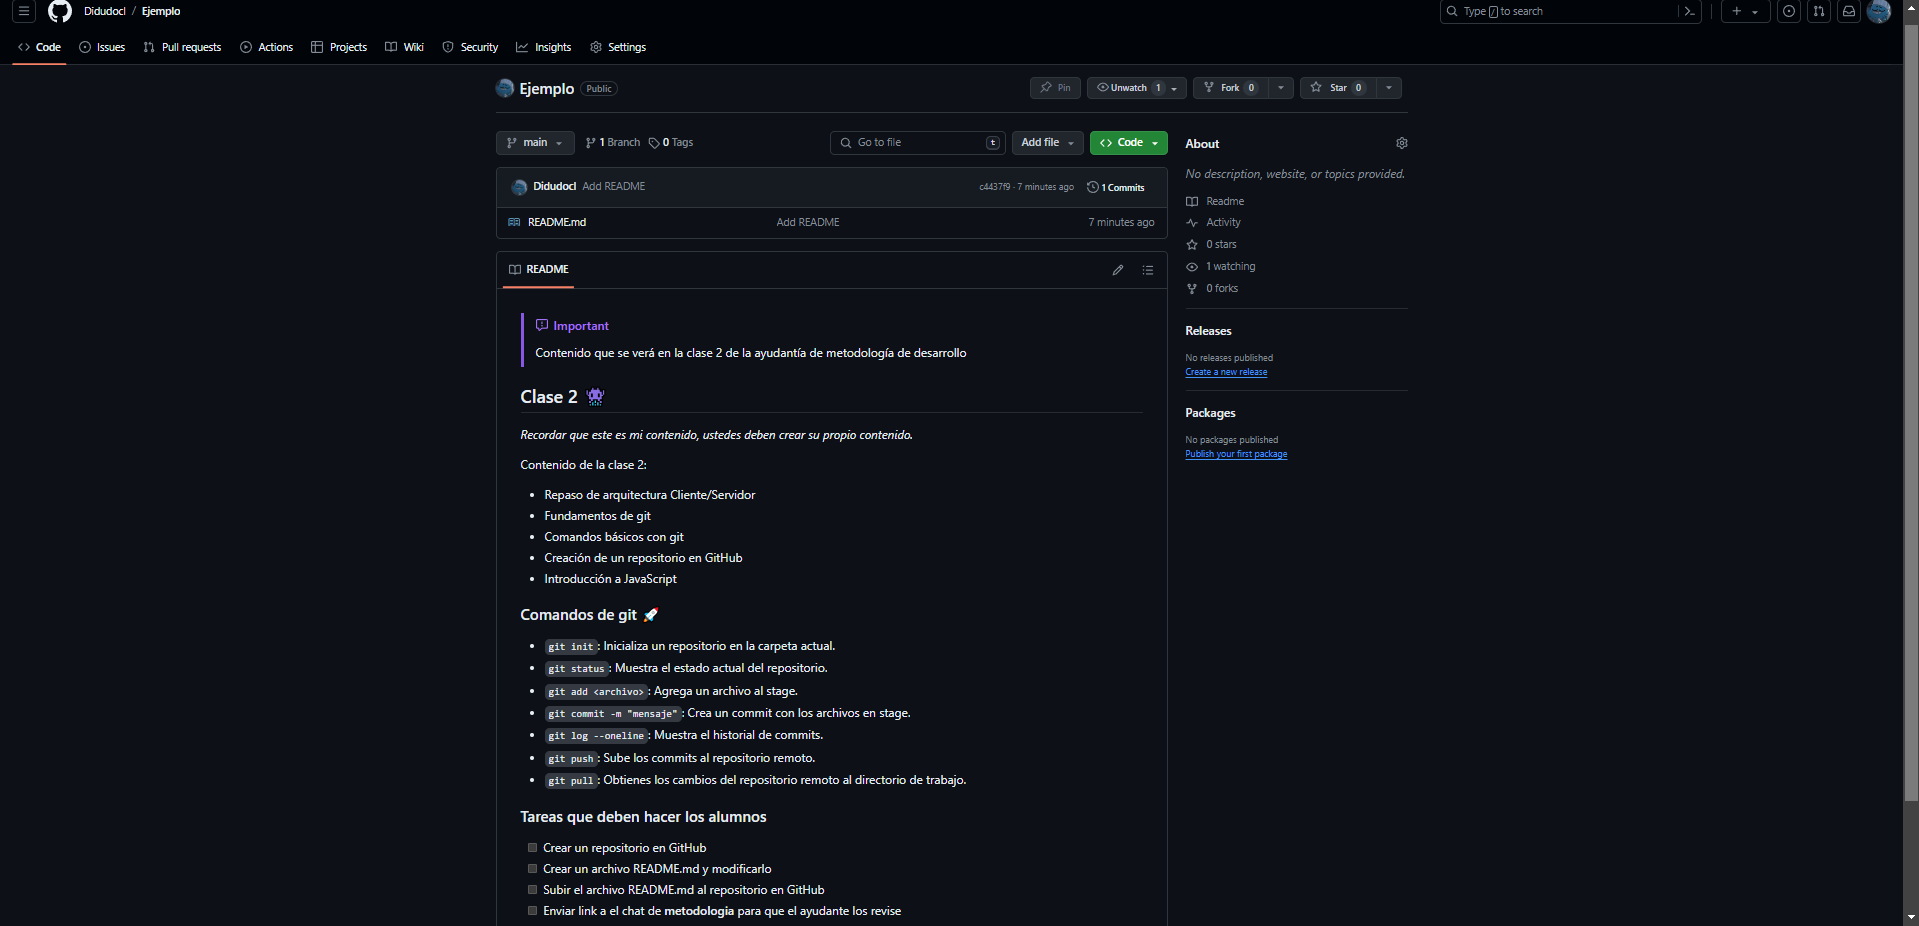 Didudocl / Ejemplo
Type / to search
Code
Issues
Pull requests
Actions
Projects
Wiki
Security
Insights
Settings
Ejemplo Public
Pin
Unwatch 1
Fork 0
Star 0
main
1 Branch
0 Tags
Go to file t
Add file
Code
Didudocl Add README
c4437f9 · 7 minutes ago
1 Commits
README.md Add README 7 minutes ago
README
Important
Contenido que se verá en la clase 2 de la ayudantía de metodología de desarrollo
Clase 2
Recordar que este es mi contenido, ustedes deben crear su propio contenido.
Contenido de la clase 2:
• Repaso de arquitectura Cliente/Servidor
• Fundamentos de git
• Comandos básicos con git
• Creación de un repositorio en GitHub
• Introducción a JavaScript
Comandos de git 🚀
• git init: Inicializa un repositorio en la carpeta actual.
• git status: Muestra el estado actual del repositorio.
• git add <archivo>: Agrega un archivo al stage.
• git commit -m "mensaje": Crea un commit con los archivos en stage.
• git log --oneline: Muestra el historial de commits.
• git push: Sube los commits al repositorio remoto.
• git pull: Obtienes los cambios del repositorio remoto al directorio de trabajo.
Tareas que deben hacer los alumnos
Crear un repositorio en GitHub
Crear un archivo README.md y modificarlo
Subir el archivo README.md al repositorio en GitHub
Enviar link a el chat de metodologia para que el ayudante los revise
About
No description, website, or topics provided.
Readme
Activity
0 stars
1 watching
0 forks
Releases
No releases published
Create a new release
Packages
No packages published
Publish your first package